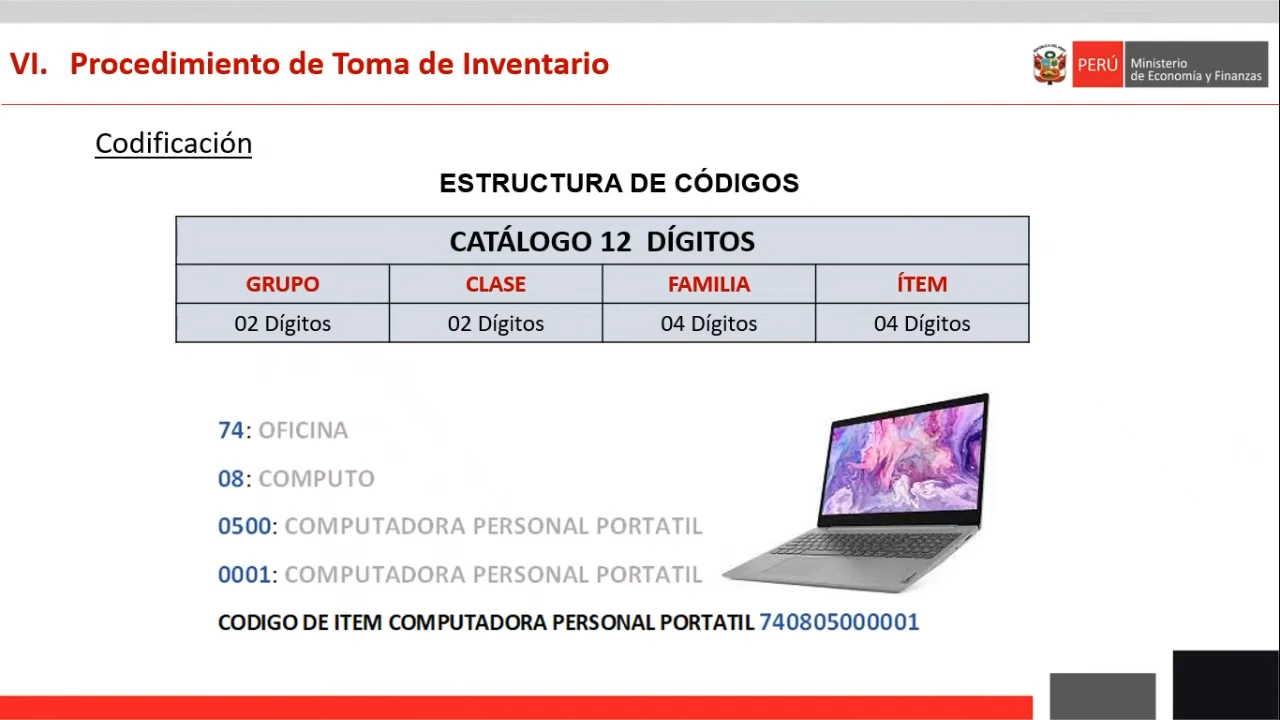 VI. Procedimiento de Toma de Inventario
PERÚ
Ministerio
de Economía y Finanzas
Codificación
ESTRUCTURA DE CÓDIGOS
CATÁLOGO 12 DÍGITOS
GRUPO CLASE FAMILIA ÍTEM
02 Dígitos 02 Dígitos 04 Dígitos 04 Dígitos
74: OFICINA
08: COMPUTO
0500: COMPUTADORA PERSONAL PORTATIL
0001: COMPUTADORA PERSONAL PORTATIL
CODIGO DE ITEM COMPUTADORA PERSONAL PORTATIL 740805000001